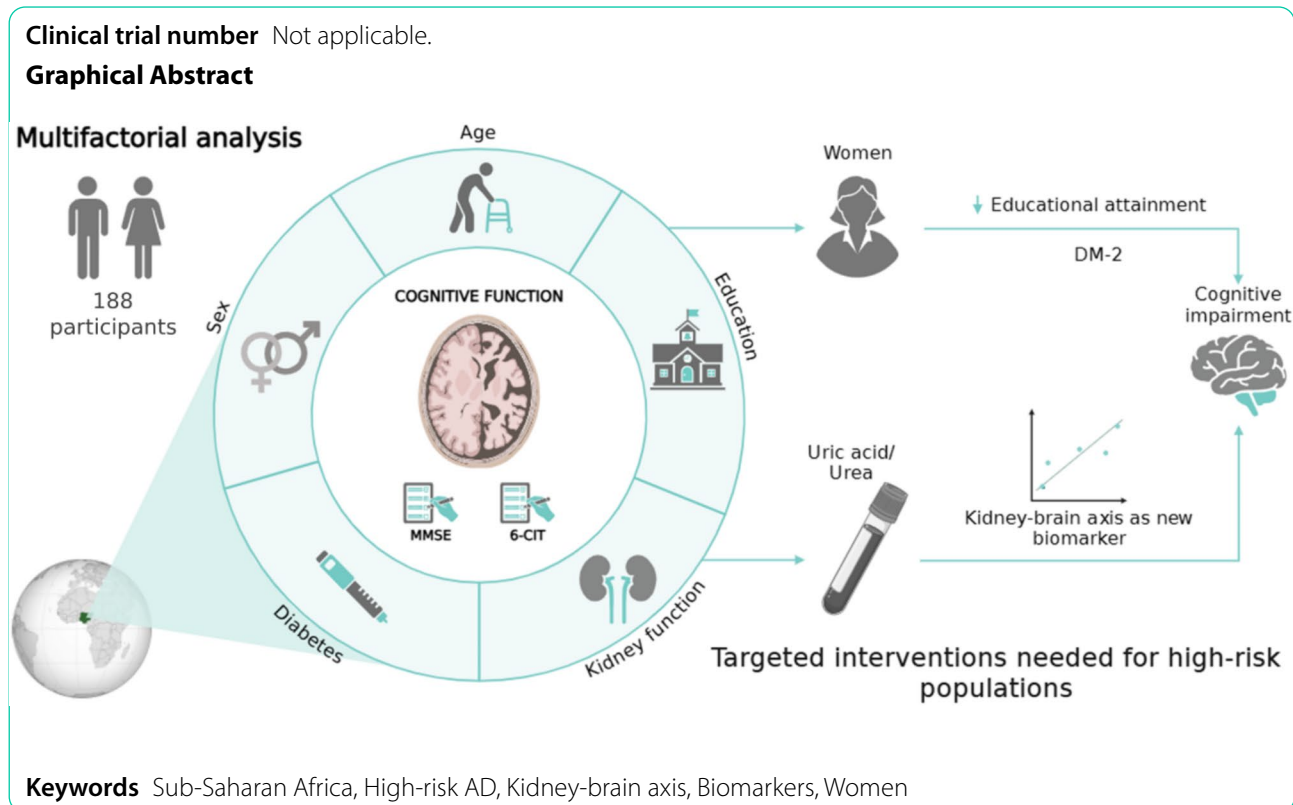 Clinical trial number Not applicable.
Graphical Abstract
Multifactorial analysis
188
participants
Age
Sex
Education
Diabetes
Kidney function
COGNITIVE FUNCTION
MMSE
6-CIT
Women
↓ Educational attainment
DM-2
Cognitive
impairment
Uric acid/
Urea
Kidney-brain axis as new
biomarker
Targeted interventions needed for high-risk
populations
Keywords Sub-Saharan Africa, High-risk AD, Kidney-brain axis, Biomarkers, Women